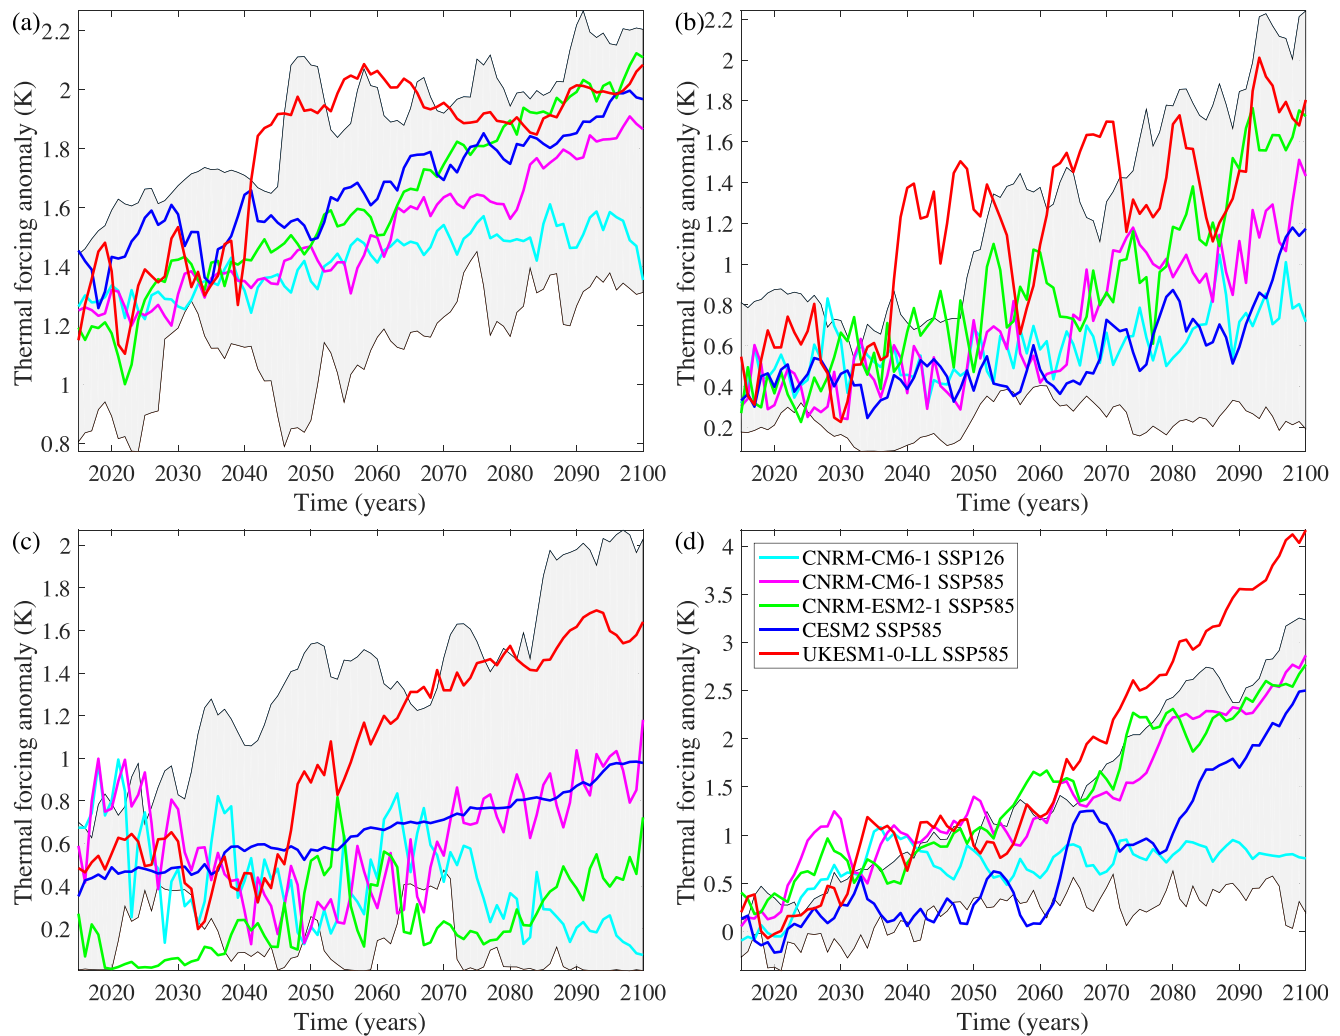 (a)
2.2
2
1.8
1.6
1.4
1.2
1
0.8
Thermal forcing anomaly (K)
2020 2030 2040 2050 2060 2070 2080 2090 2100
Time (years)
(b)
2.2
2
1.8
1.6
1.4
1.2
1
0.8
0.6
0.4
0.2
Thermal forcing anomaly (K)
2020 2030 2040 2050 2060 2070 2080 2090 2100
Time (years)
(c)
2
1.8
1.6
1.4
1.2
1
0.8
0.6
0.4
0.2
Thermal forcing anomaly (K)
2020 2030 2040 2050 2060 2070 2080 2090 2100
Time (years)
(d)
4
3.5
3
2.5
2
1.5
1
0.5
0
Thermal forcing anomaly (K)
CNRM-CM6-1 SSP126
CNRM-CM6-1 SSP585
CNRM-ESM2-1 SSP585
CESM2 SSP585
UKESM1-0-LL SSP585
2020 2030 2040 2050 2060 2070 2080 2090 2100
Time (years)